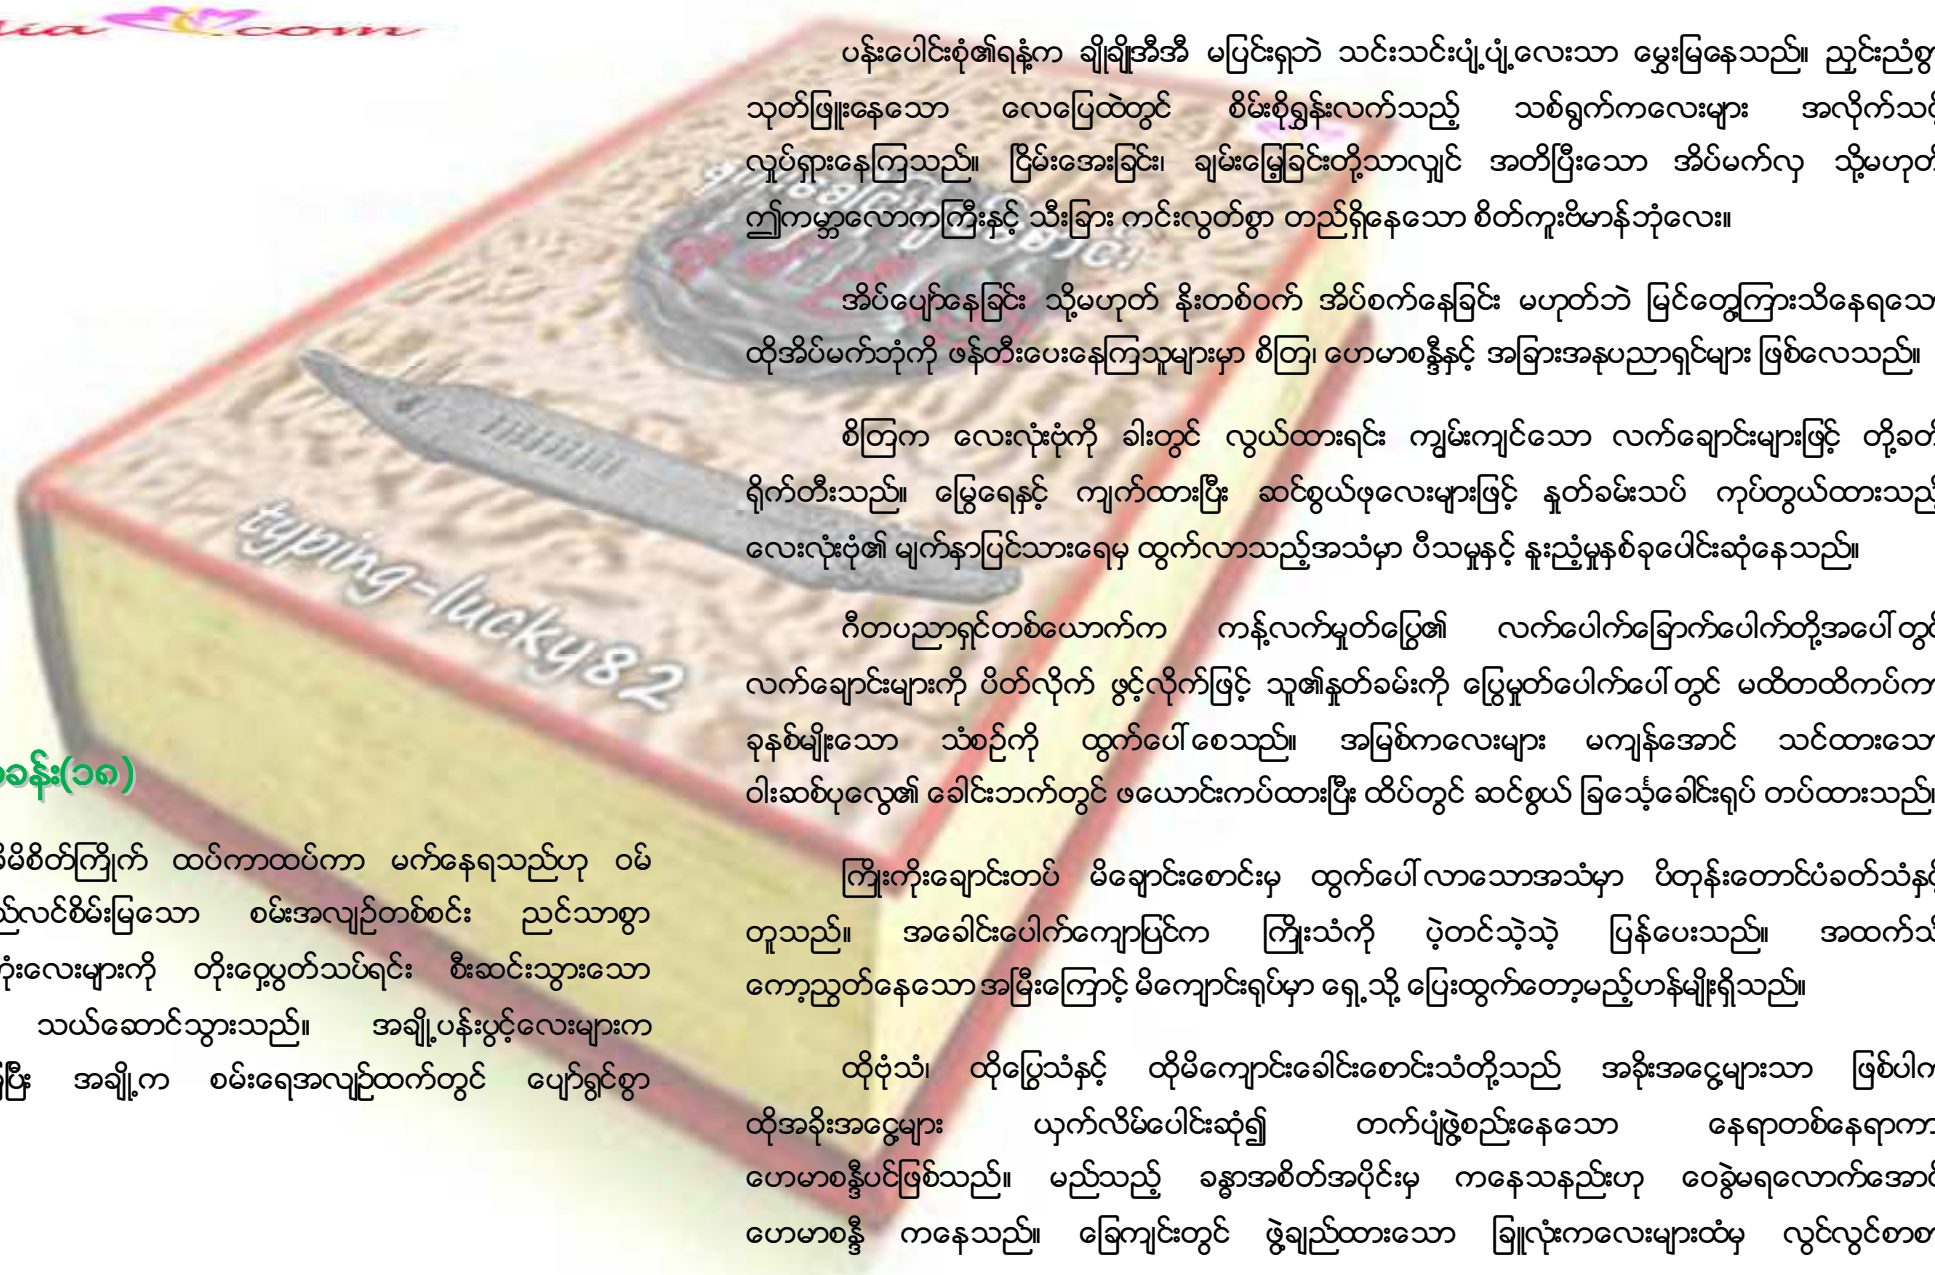 com
အခန်း(၁၈)
မိမိစိတ်ကြိုက် ထပ်ကာထပ်ကာ မက်နေရသည်ဟု ဝမ်
လင်စိမ်းမြသော စမ်းအလျဉ်တစ်စင်း ညင်သာစွာ
တိုးဝှေ့ပွတ်သပ်ရင်း စီးဆင်းသွားသော
သယ်ဆောင်သွားသည်။ အချို့ပန်းပွင့်လေးများက
ပြီး အချို့က စမ်းရေအလျဉ်ထက်တွင် ပျော်ရွှင်စွာ
ပန်းပေါင်းစုံ၏ရနံ့က ချိုချိုအီအီ မပြင်းရှဘဲ သင်းသင်းပျံ့ပျံ့လေးသာ မွှေးမြနေသည်။ ညှင်းညံစွာ
သုတ်ဖြူးနေသော လေပြေထဲတွင် စိမ်းစိုရွှန်းလက်သည့် သစ်ရွက်ကလေးများ အလိုက်သင့်
လှုပ်ရှားနေကြသည်။ ငြိမ်းအေးခြင်း၊ ချမ်းမြေ့ခြင်းတို့သာလျှင် အတိပြီးသော အိပ်မက်လှ သို့မဟုတ်
ဤကမ္ဘာလောကကြီးနှင့် သီးခြား ကင်းလွတ်စွာ တည်ရှိနေသော စိတ်ကူးဗိမာန်ဘုံလေး။
အိပ်ပျော်နေခြင်း သို့မဟုတ် နိုးတစ်ဝက် အိပ်စက်နေခြင်း မဟုတ်ဘဲ မြင်တွေ့ကြားသိနေရသော
ထိုအိပ်မက်ဘုံကို ဖန်တီးပေးနေကြသူများမှာ စိတြ၊ ဟေမာစန္ဒီနှင့် အခြားအနုပညာရှင်များ ဖြစ်လေသည်။
စိတြက လေးလုံးဗုံကို ခါးတွင် လွယ်ထားရင်း ကျွမ်းကျင်သော လက်ချောင်းများဖြင့် တို့ခတ်
ရိုက်တီးသည်။ မြွေရေနှင့် ကျက်ထားပြီး ဆင်စွယ်ဖုလေးများဖြင့် နှုတ်ခမ်းသပ် ကုပ်တွယ်ထားသည့်
လေးလုံးဗုံ၏ မျက်နှာပြင်သားရေမှ ထွက်လာသည့်အသံမှာ ပီသမှုနှင့် နူးညံ့မှုနှစ်ခုပေါင်းဆုံနေသည်။
ဂီတပညာရှင်တစ်ယောက်က ကန့်လက်မှုတ်ပြွေ၏ လက်ပေါက်ခြောက်ပေါက်တို့အပေါ်တွင်
လက်ချောင်းများကို ပိတ်လိုက် ဖွင့်လိုက်ဖြင့် သူ၏နှုတ်ခမ်းကို ပြွေမှုတ်ပေါက်ပေါ်တွင် မထိတထိကပ်ကာ
ခုနစ်မျိုးသော သံစဉ်ကို ထွက်ပေါ်စေသည်။ အမြစ်ကလေးများ မကျန်အောင် သင်ထားသော
ဝါးဆစ်ပုလွေ၏ ခေါင်းဘက်တွင် ဖယောင်းကပ်ထားပြီး ထိပ်တွင် ဆင်စွယ် ခြင်္သေ့ခေါင်းရုပ် တပ်ထားသည်။
ကြိုးကိုးချောင်းတပ် မိချောင်းစောင်းမှ ထွက်ပေါ်လာသောအသံမှာ ပိတုန်းတောင်ပံခတ်သံနှင့်
တူသည်။ အခေါင်းပေါက်ကျောပြင်က ကြိုးသံကို ပဲ့တင်သဲ့သဲ့ ပြန်ပေးသည်။ အထက်သို့
ကော့ညွတ်နေသော အမြီးကြောင့် မိကျောင်းရုပ်မှာ ရှေ့သို့ ပြေးထွက်တော့မည့်ဟန်မျိုးရှိသည်။
ထိုဗုံသံ၊ ထိုပြွေသံနှင့် ထိုမိကျောင်းခေါင်းစောင်းသံတို့သည် အခိုးအငွေ့များသာ ဖြစ်ပါက
ထိုအခိုးအငွေ့များ ယှက်လိမ်ပေါင်းဆုံ၍ တက်ပျံဖွဲ့စည်းနေသော နေရာတစ်နေရာကား
ဟေမာစန္ဒီပင်ဖြစ်သည်။ မည်သည့် ခန္ဓာအစိတ်အပိုင်းမှ ကနေသနည်းဟု ဝေခွဲမရလောက်အောင်
ဟေမာစန္ဒီ ကနေသည်။ ခြေကျင်းတွင် ဖွဲ့ချည်ထားသော ခြူလုံးကလေးများထံမှ လွင်လွင်စာစာ
typing-lucky82